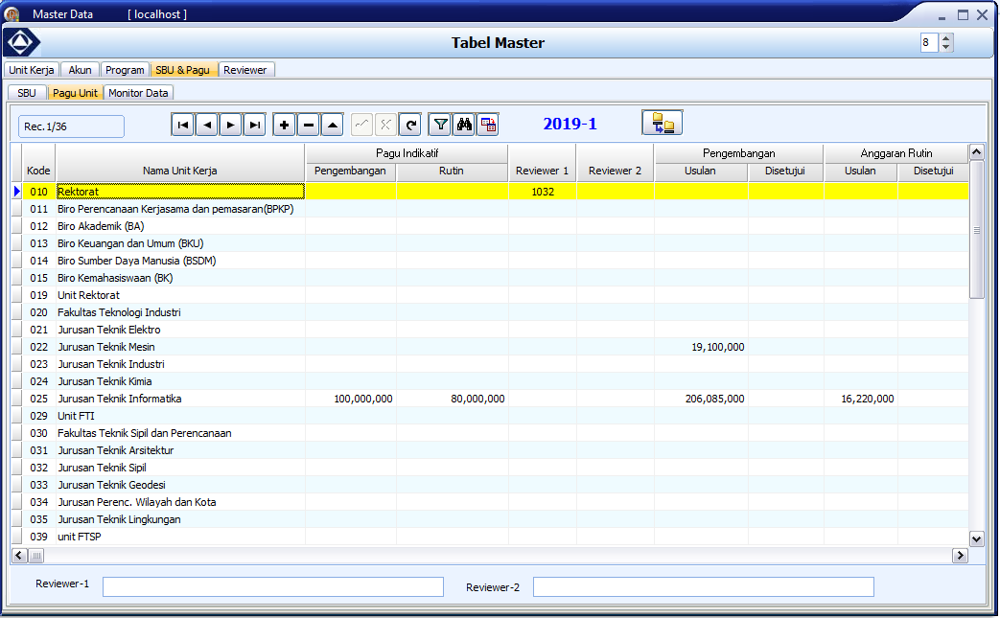 Master Data [ localhost ]
Tabel Master 8
Unit Kerja Akun Program SBU & Pagu Reviewer
SBU Pagu Unit Monitor Data
Rec. 1/36 2019-1
Pagu Indikatif Pengembangan Anggaran Rutin
Kode Nama Unit Kerja Pengembangan Rutin Reviewer 1 Reviewer 2 Usulan Disetujui Usulan Disetujui
010 Rektorat 1032
011 Biro Perencanaan Kerjasama dan pemasaran(BPKP)
012 Biro Akademik (BA)
013 Biro Keuangan dan Umum (BKU)
014 Biro Sumber Daya Manusia (BSDM)
015 Biro Kemahasiswaan (BK)
019 Unit Rektorat
020 Fakultas Teknologi Industri
021 Jurusan Teknik Elektro
022 Jurusan Teknik Mesin 19,100,000
023 Jurusan Teknik Industri
024 Jurusan Teknik Kimia
025 Jurusan Teknik Informatika 100,000,000 80,000,000 206,085,000 16,220,000
029 Unit FTI
030 Fakultas Teknik Sipil dan Perencanaan
031 Jurusan Teknik Arsitektur
032 Jurusan Teknik Sipil
033 Jurusan Teknik Geodesi
034 Jurusan Perenc. Wilayah dan Kota
035 Jurusan Teknik Lingkungan
039 unit FTSP
Reviewer-1 Reviewer-2